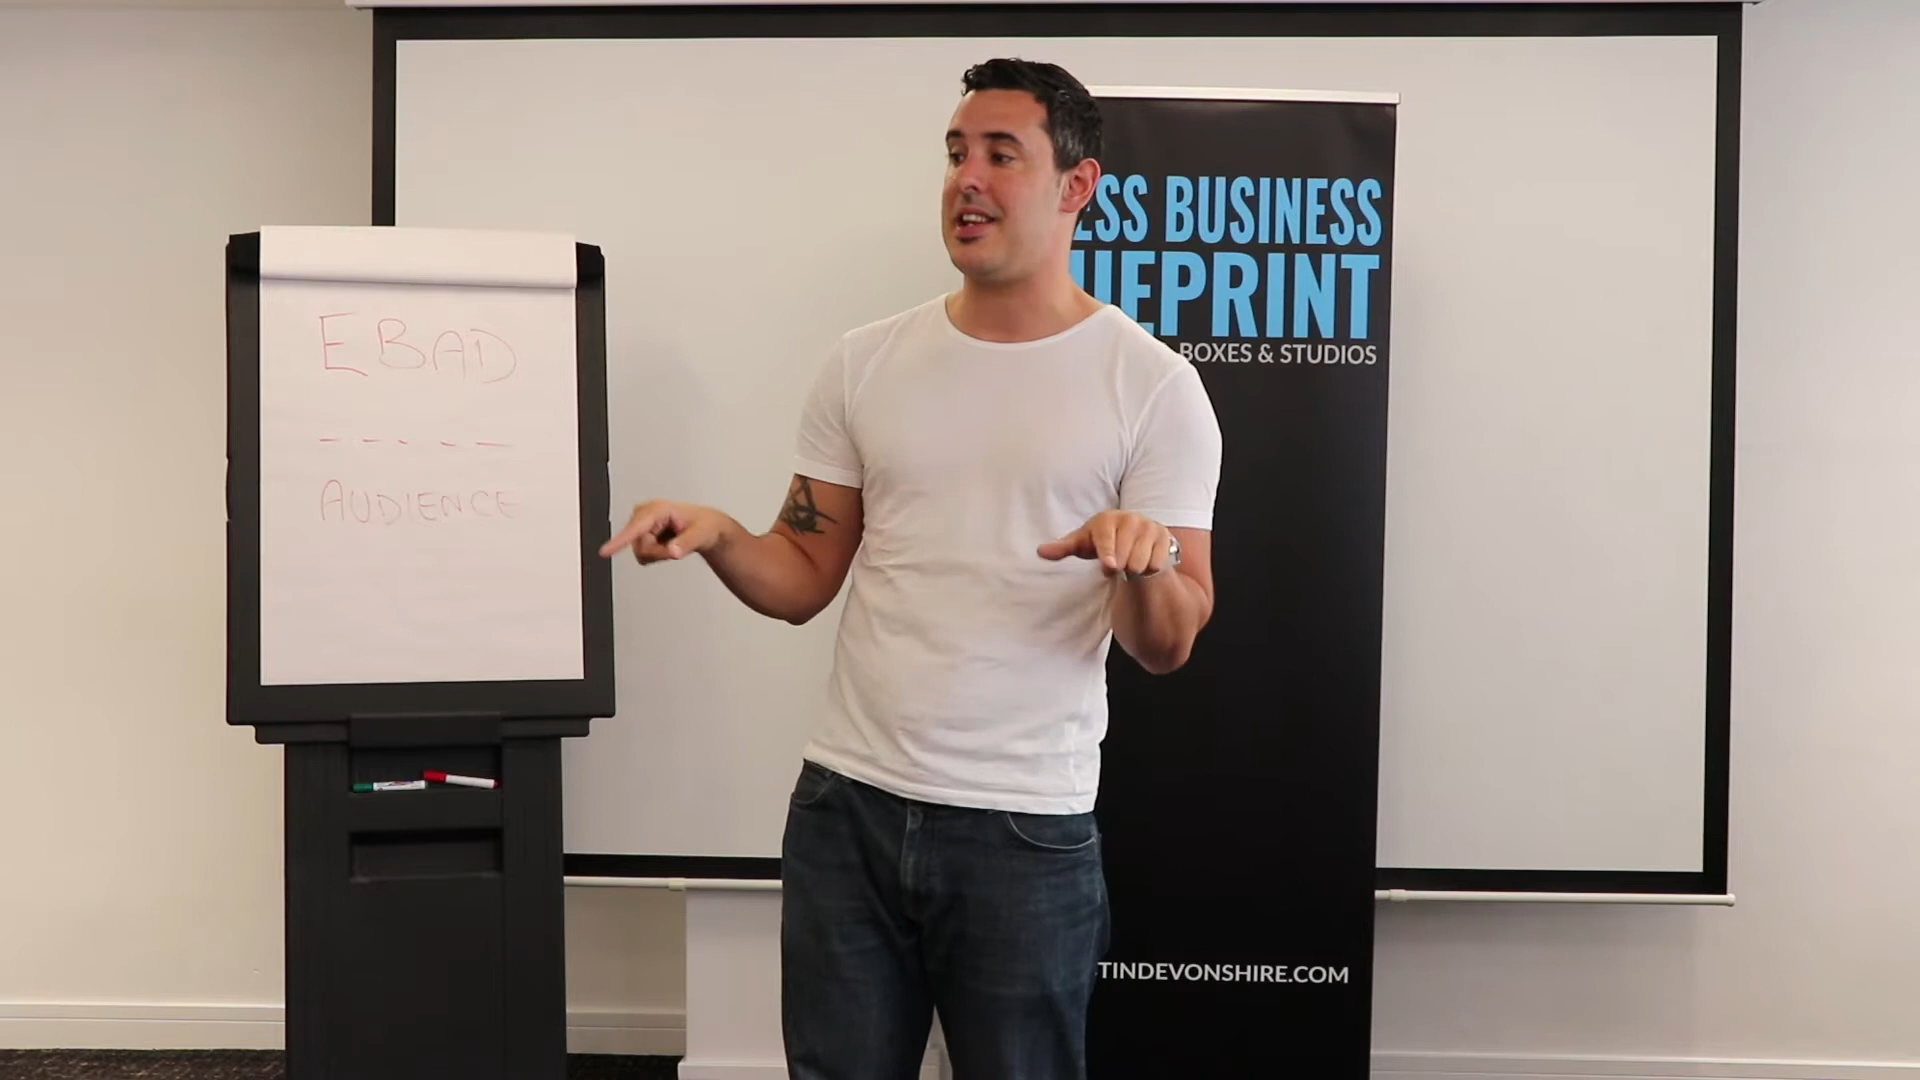 EBAD
- - - - -
AUDIENCE
ESS BUSINESS
UEPRINT
BOXES & STUDIOS
TINDEVONSHIRE.COM